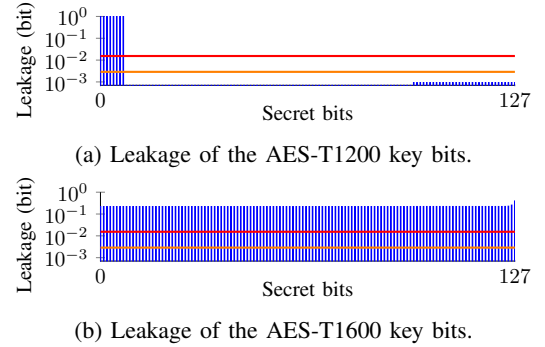 10^0
10^-1
10^-2
10^-3
Leakage (bit)
0
127
Secret bits
(a) Leakage of the AES-T1200 key bits.
10^0
10^-1
10^-2
10^-3
Leakage (bit)
0
127
Secret bits
(b) Leakage of the AES-T1600 key bits.